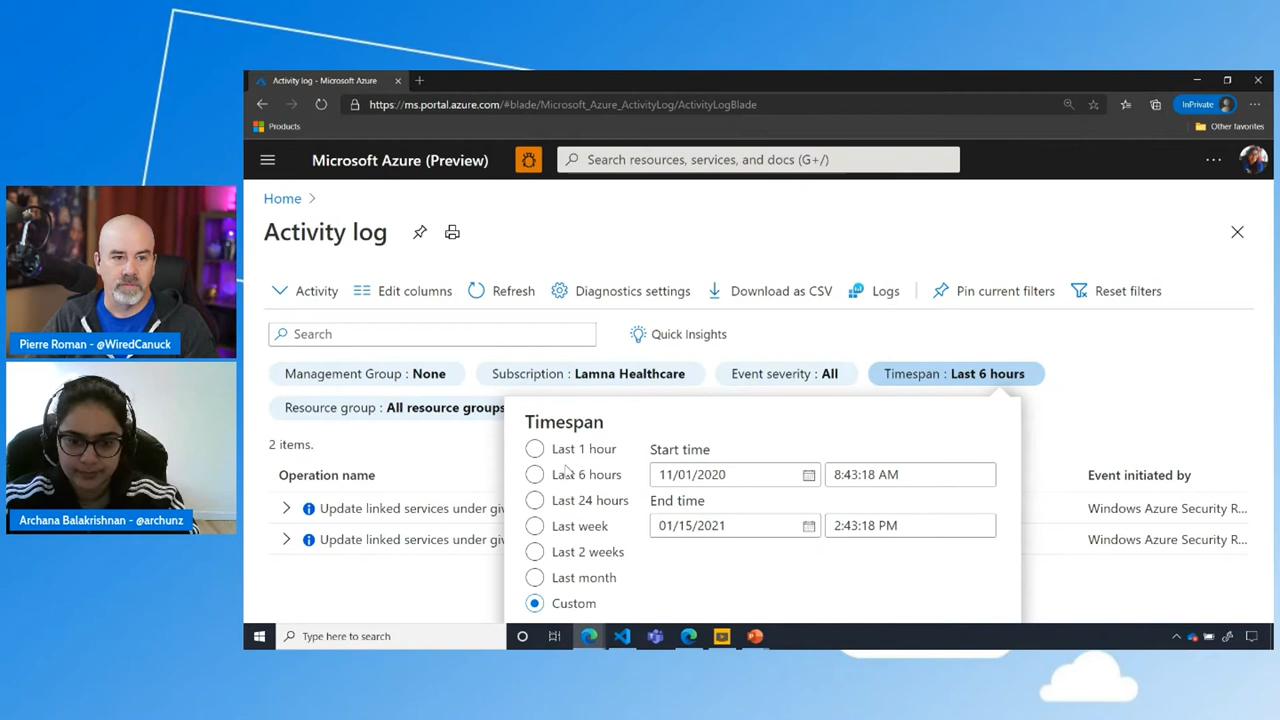 Activity log - Microsoft Azure
https://ms.portal.azure.com/#blade/Microsoft_Azure_ActivityLog/ActivityLogBlade
InPrivate
Products
Other favorites
Microsoft Azure (Preview)
Search resources, services, and docs (G+/)
Home
Activity log
Activity
Edit columns
Refresh
Diagnostics settings
Download as CSV
Logs
Pin current filters
Reset filters
Search
Quick Insights
Management Group : None
Subscription : Lamna Healthcare
Event severity : All
Timespan : Last 6 hours
Resource group : All resource groups
2 items.
Operation name
Event initiated by
Update linked services under giv
Windows Azure Security R...
Update linked services under giv
Windows Azure Security R...
Timespan
Last 1 hour
Last 6 hours
Last 24 hours
Last week
Last 2 weeks
Last month
Custom
Start time
11/01/2020
8:43:18 AM
End time
01/15/2021
2:43:18 PM
Type here to search
Pierre Roman - @WiredCanuck
Archana Balakrishnan - @archunz